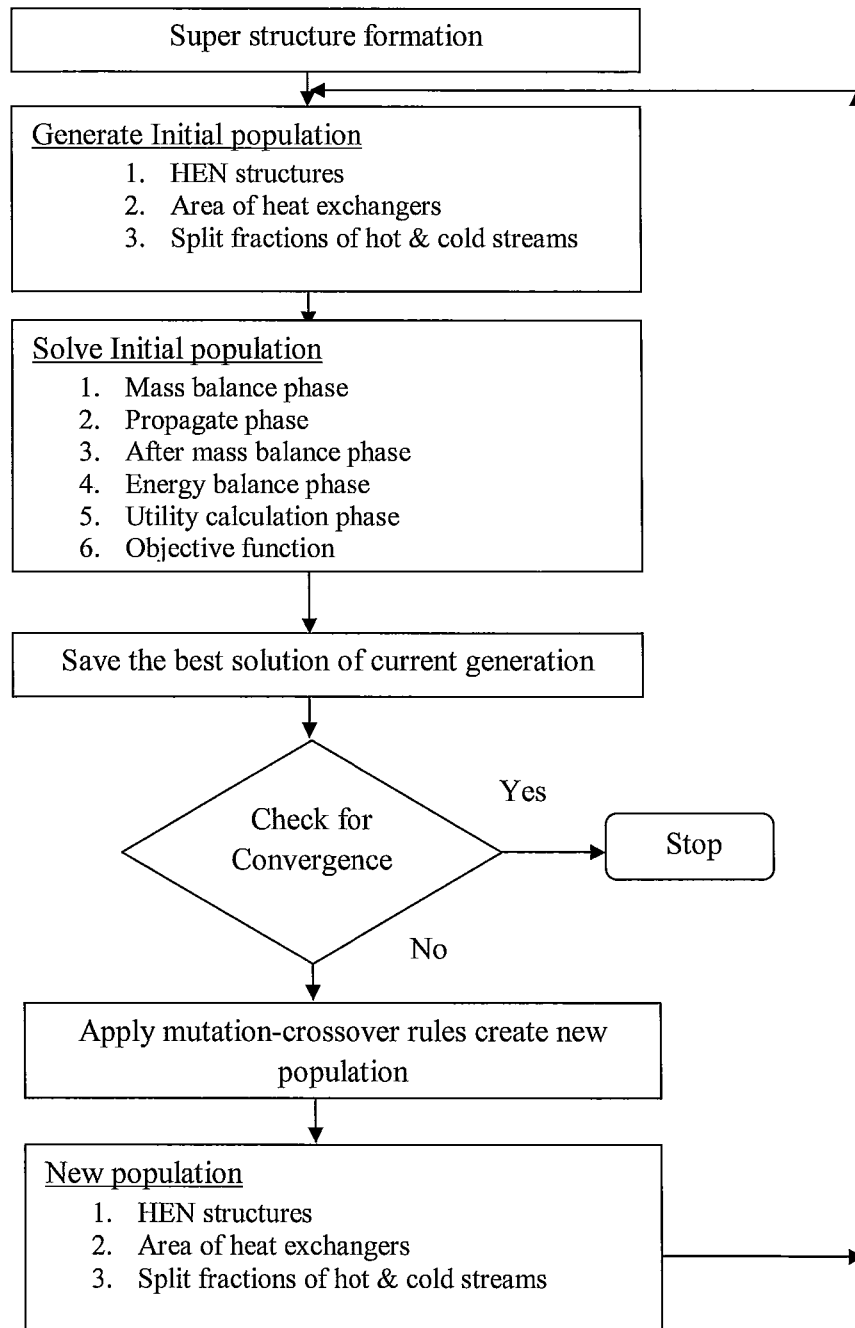 Super structure formation
Generate Initial population
1. HEN structures
2. Area of heat exchangers
3. Split fractions of hot & cold streams
Solve Initial population
1. Mass balance phase
2. Propagate phase
3. After mass balance phase
4. Energy balance phase
5. Utility calculation phase
6. Objective function
Save the best solution of current generation
Yes
Check for
Convergence
Stop
No
Apply mutation-crossover rules create new
population
New population
1. HEN structures
2. Area of heat exchangers
3. Split fractions of hot & cold streams